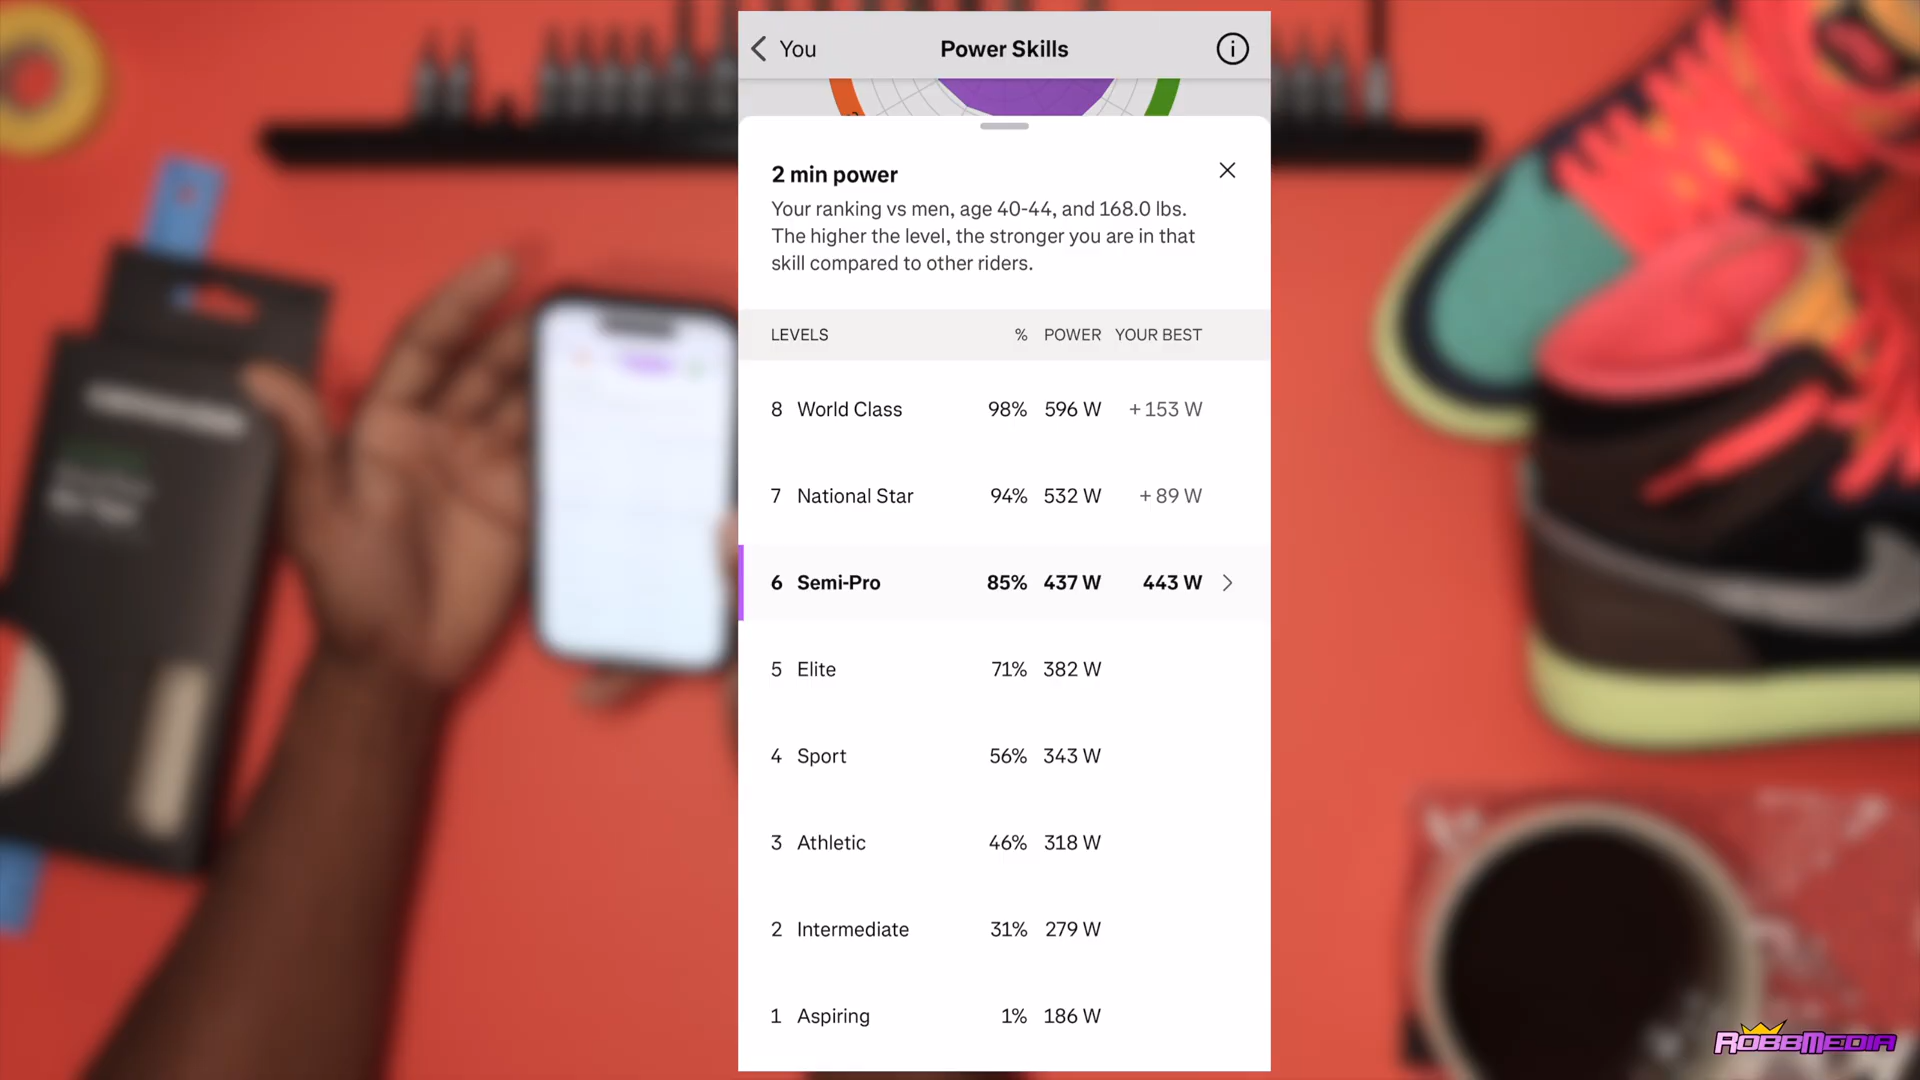 You
Power Skills
2 min power
Your ranking vs men, age 40-44, and 168.0 lbs.
The higher the level, the stronger you are in that
skill compared to other riders.
LEVELS % POWER YOUR BEST
8 World Class 98% 596 W + 153 W
7 National Star 94% 532 W + 89 W
6 Semi-Pro 85% 437 W 443 W
5 Elite 71% 382 W
4 Sport 56% 343 W
3 Athletic 46% 318 W
2 Intermediate 31% 279 W
1 Aspiring 1% 186 W
ROBBMEDIA